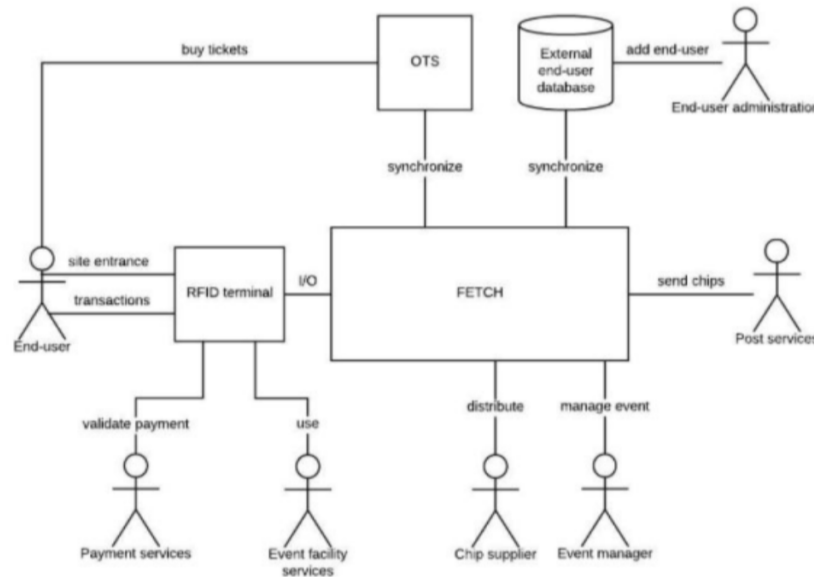 buy tickets
OTS
External
end-user
database
add end-user
End-user administration
synchronize
synchronize
site entrance
transactions
End-user
RFID terminal
I/O
FETCH
send chips
Post services
validate payment
use
distribute
manage event
Payment services
Event facility
services
Chip supplier
Event manager